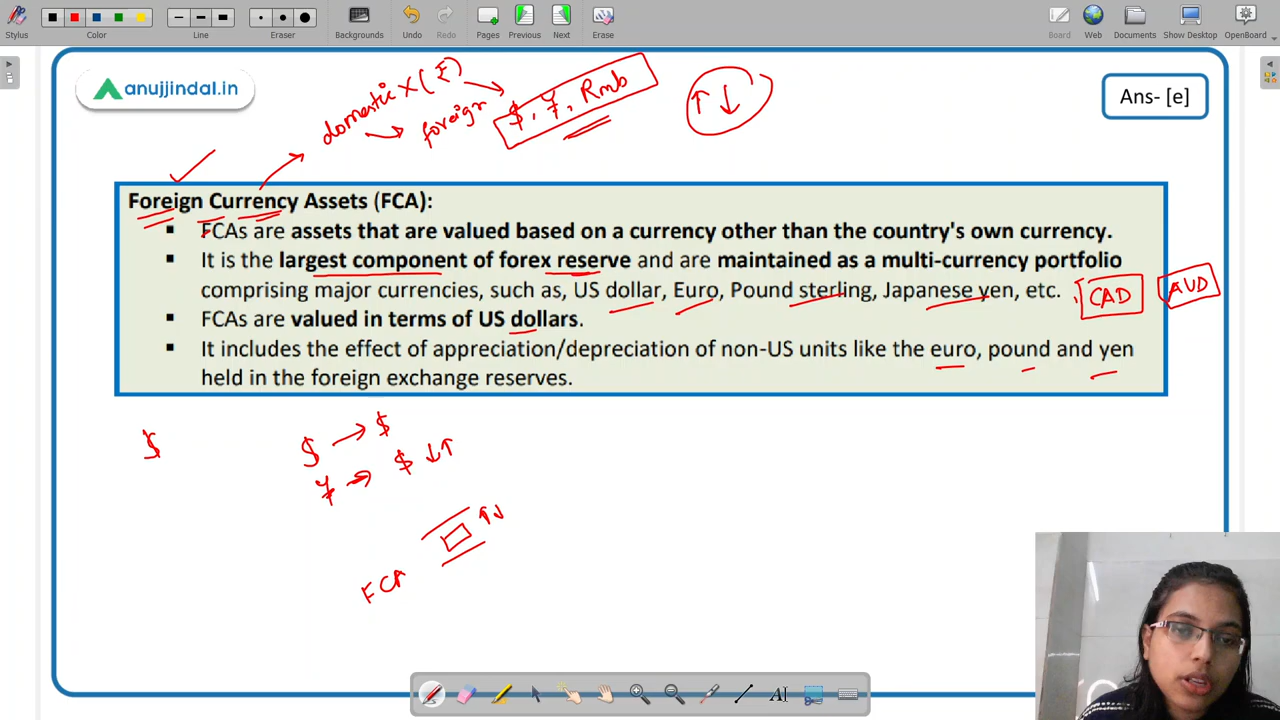 Color
Line
Eraser
Backgrounds
Undo
Redo
Pages
Previous
Next
Erase
Board
Web
Documents
Show Desktop
OpenBoard
anujjindal.in
Ans- [e]
domestic X (₹)
foreign
$, ¥, Rmb
↑ ↓
Foreign Currency Assets (FCA):
▪ FCAs are assets that are valued based on a currency other than the country's own currency.
▪ It is the largest component of forex reserve and are maintained as a multi-currency portfolio
comprising major currencies, such as, US dollar, Euro, Pound sterling, Japanese yen, etc.
CAD
AUD
▪ FCAs are valued in terms of US dollars.
▪ It includes the effect of appreciation/depreciation of non-US units like the euro, pound and yen
held in the foreign exchange reserves.
$
$ → $
¥ → $ ↓↑
↑↓
FCA
AI